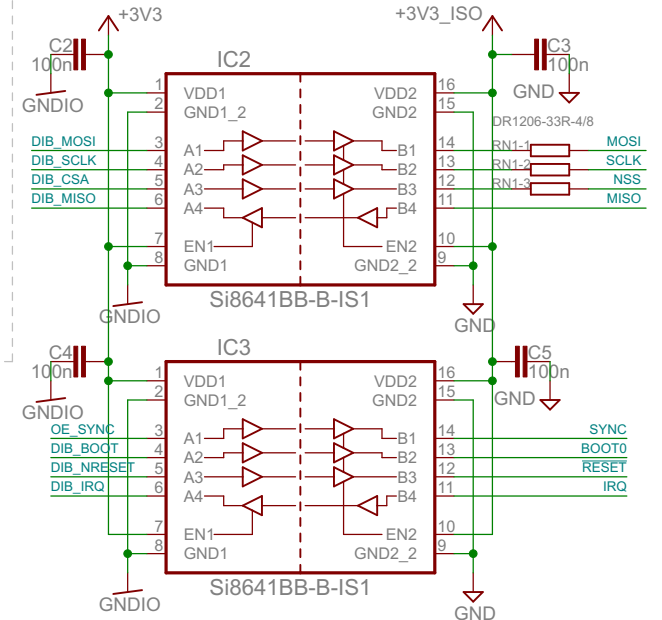 +3V3
+3V3_ISO
C2
100n
GNDIO
IC2
C3
100n
GND
1 VDD1 VDD2 16
2 GND1_2 GND2 15
DR1206-33R-4/8
DIB_MOSI 3 A1 B1 14 RN1-1 MOSI
DIB_SCLK 4 A2 B2 13 RN1-2 SCLK
DIB_CSA 5 A3 B3 12 RN1-3 NSS
DIB_MISO 6 A4 B4 11 MISO
7 EN1 EN2 10
8 GND1 GND2_2 9
GNDIO
Si8641BB-B-IS1
GND
C4
100n
GNDIO
IC3
C5
100n
GND
1 VDD1 VDD2 16
2 GND1_2 GND2 15
OE_SYNC 3 A1 B1 14 SYNC
DIB_BOOT 4 A2 B2 13 BOOT0
DIB_NRESET 5 A3 B3 12 RESET
DIB_IRQ 6 A4 B4 11 IRQ
7 EN1 EN2 10
8 GND1 GND2_2 9
GNDIO
Si8641BB-B-IS1
GND